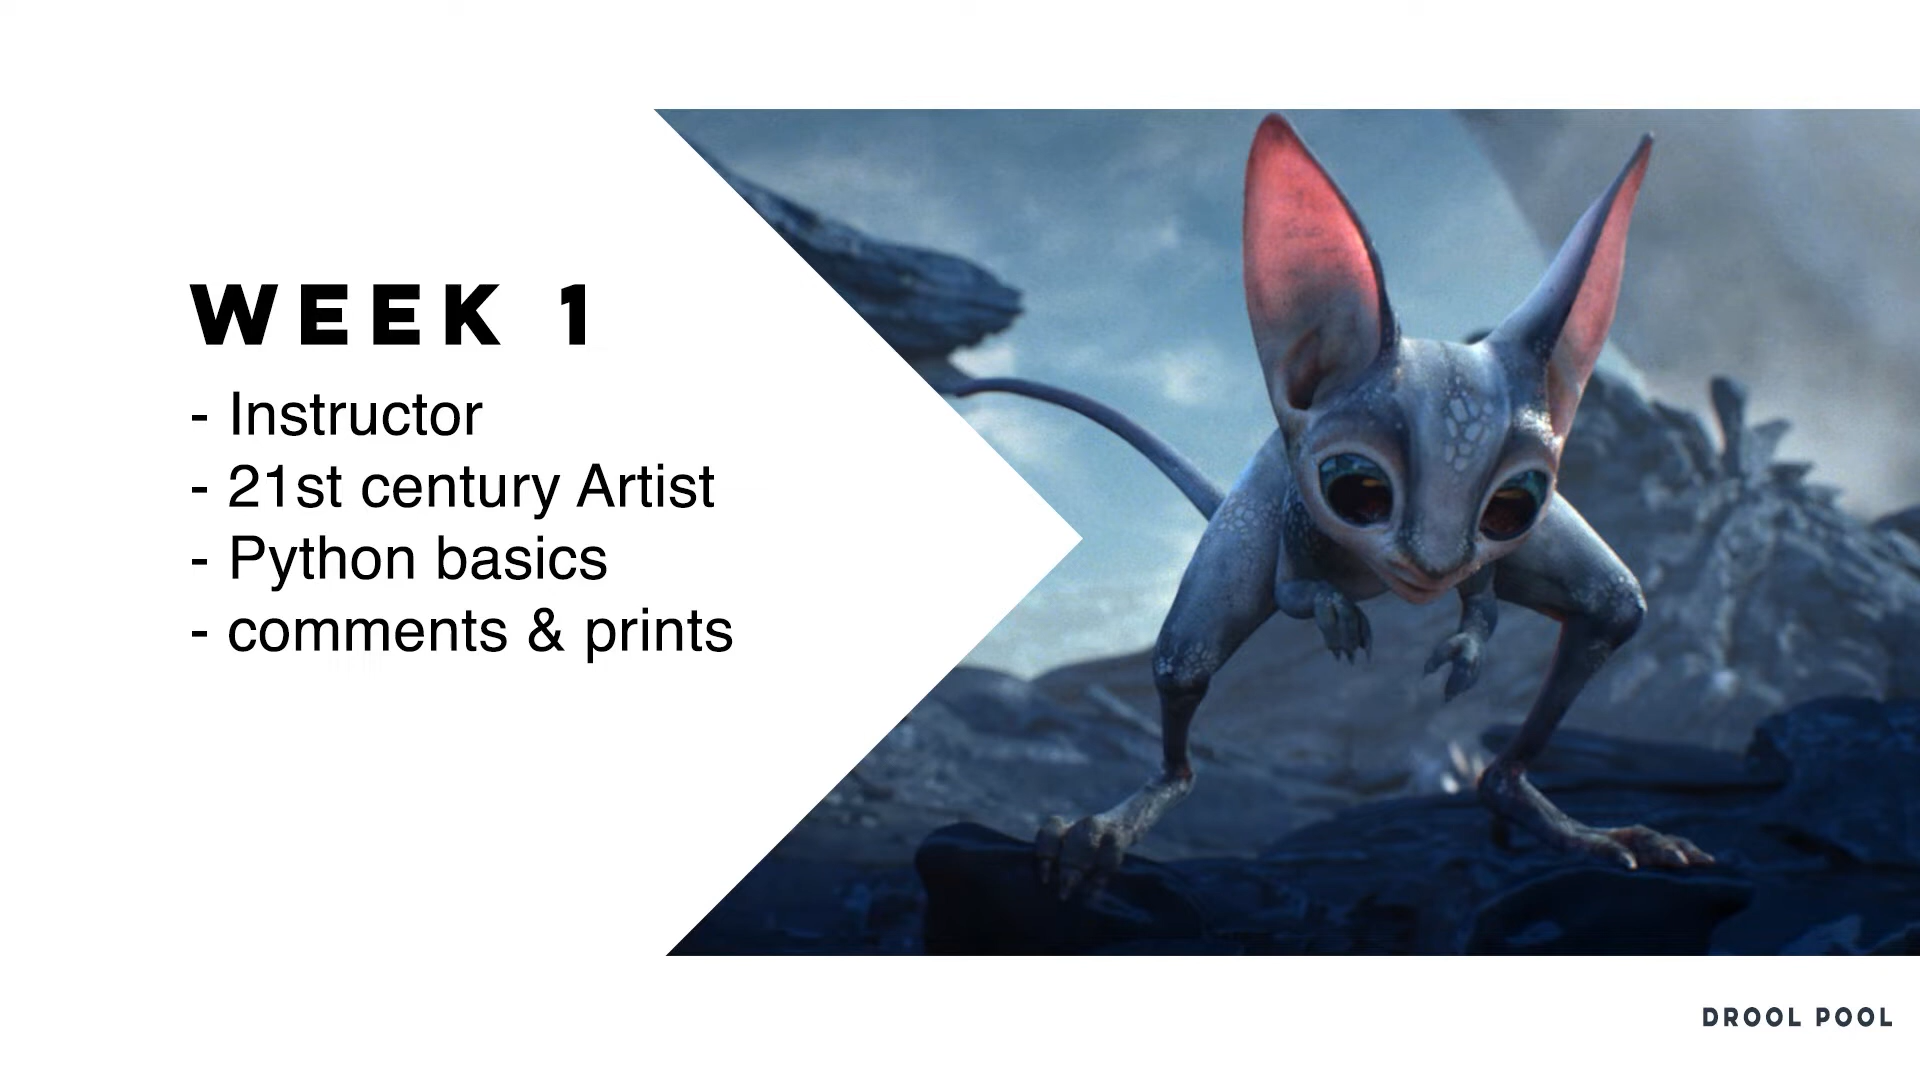 WEEK 1
- Instructor
- 21st century Artist
- Python basics
- comments & prints
DROOL POOL